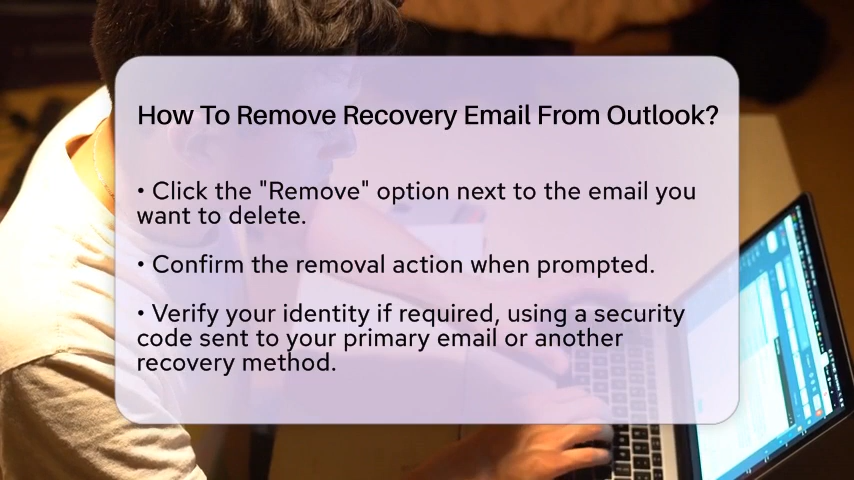 How To Remove Recovery Email From Outlook?
• Click the "Remove" option next to the email you
want to delete.
• Confirm the removal action when prompted.
• Verify your identity if required, using a security
code sent to your primary email or another
recovery method.